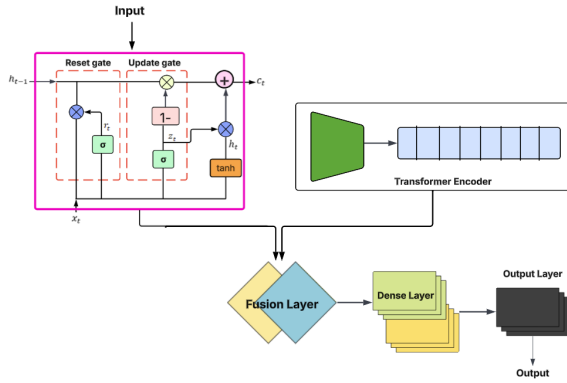 Input
Reset gate
Update gate
h_{t-1}
c_t
1-
r_t
z_t
h_t
σ
σ
tanh
x_t
Transformer Encoder
Fusion Layer
Dense Layer
Output Layer
Output